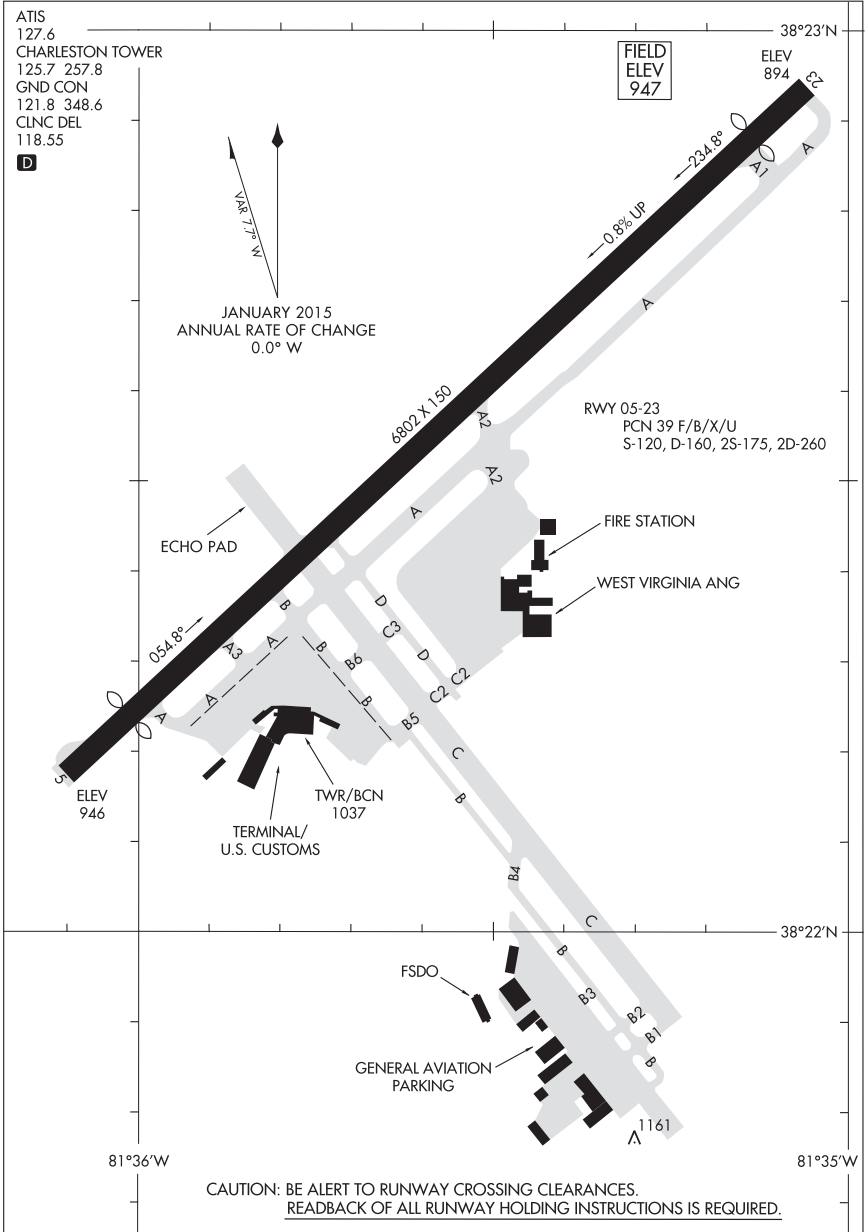 ATIS
127.6
CHARLESTON TOWER
125.7 257.8
GND CON
121.8 348.6
CLNC DEL
118.55
D
38°23'N
FIELD
ELEV
947
ELEV
894
23
A
A1
234.8°
0.8% UP
VAR 7.7° W
JANUARY 2015
ANNUAL RATE OF CHANGE
0.0° W
A
6802 X 150
A2
RWY 05-23
PCN 39 F/B/X/U
S-120, D-160, 2S-175, 2D-260
A2
A
FIRE STATION
ECHO PAD
WEST VIRGINIA ANG
B
D
C3
054.8°
A3
A
B
B6
D
C2
C2
A
B
A
B5
C
5
ELEV
946
TWR/BCN
1037
B
TERMINAL/
U.S. CUSTOMS
B4
C
38°22'N
B
FSDO
B3
B2
B1
B
GENERAL AVIATION
PARKING
1161
81°36'W
81°35'W
CAUTION: BE ALERT TO RUNWAY CROSSING CLEARANCES.
READBACK OF ALL RUNWAY HOLDING INSTRUCTIONS IS REQUIRED.